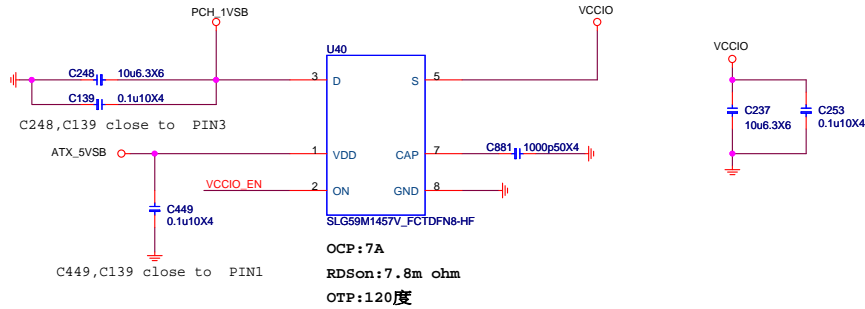 PCH_1VSB
VCCIO
U40
VCCIO
C248
10u6.3X6
3
D
S
5
C139
0.1u10X4
C237
10u6.3X6
C253
0.1u10X4
C248,C139 close to PIN3
ATX_5VSB
1
VDD
CAP
7
C881
1000p50X4
VCCIO_EN
2
ON
GND
8
C449
0.1u10X4
SLG59M1457V_FCTDFN8-HF
OCP:7A
C449,C139 close to PIN1
RDSon:7.8m ohm
OTP:120度